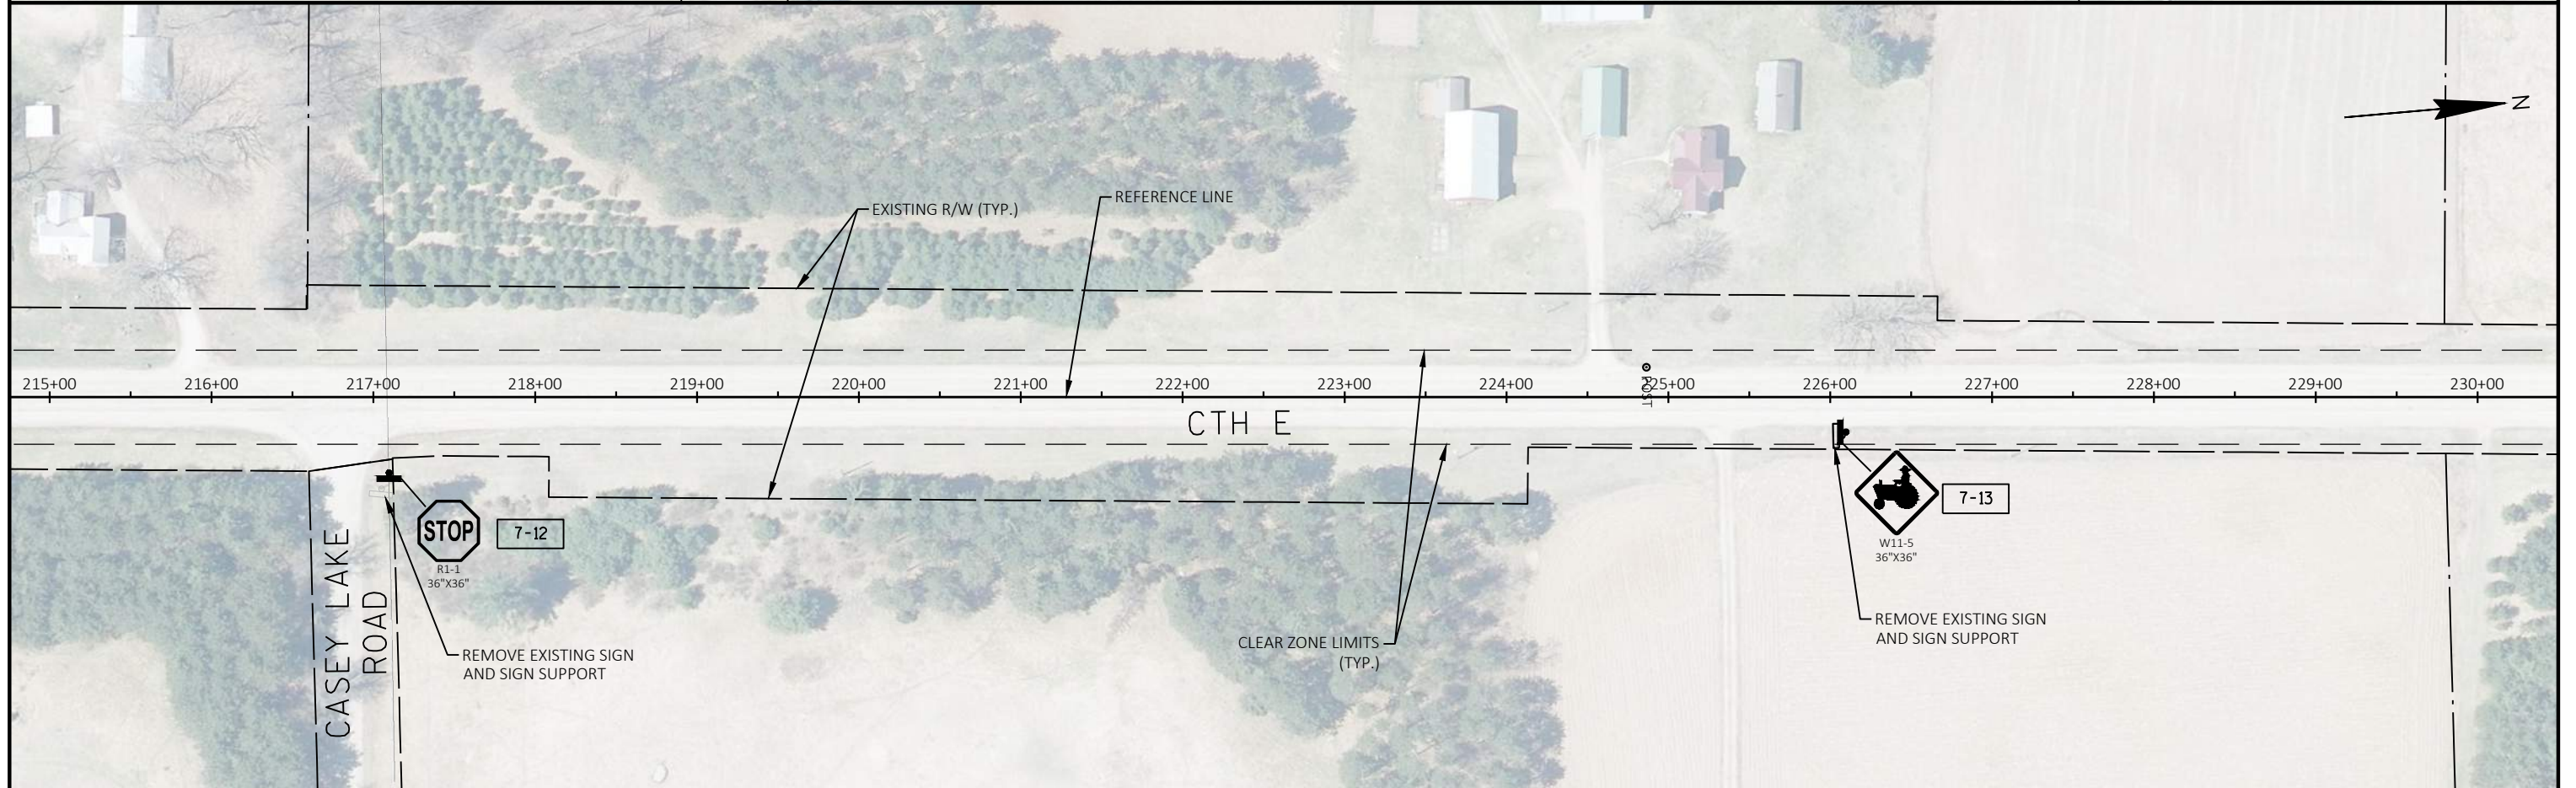 N
EXISTING R/W (TYP.)
REFERENCE LINE
215+00 216+00 217+00 218+00 219+00 220+00 221+00 222+00 223+00 224+00 225+00 226+00 227+00 228+00 229+00 230+00
POST
CTH E
STOP
7-12
R1-1
36"X36"
7-13
W11-5
36"X36"
CASEY LAKE
ROAD
REMOVE EXISTING SIGN
AND SIGN SUPPORT
CLEAR ZONE LIMITS
(TYP.)
REMOVE EXISTING SIGN
AND SIGN SUPPORT